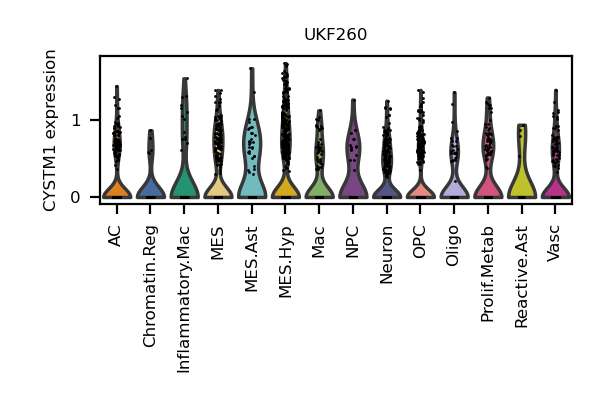 UKF260
CYSTM1 expression
1
0
AC
Chromatin.Reg
Inflammatory.Mac
MES
MES.Ast
MES.Hyp
Mac
NPC
Neuron
OPC
Oligo
Prolif.Metab
Reactive.Ast
Vasc